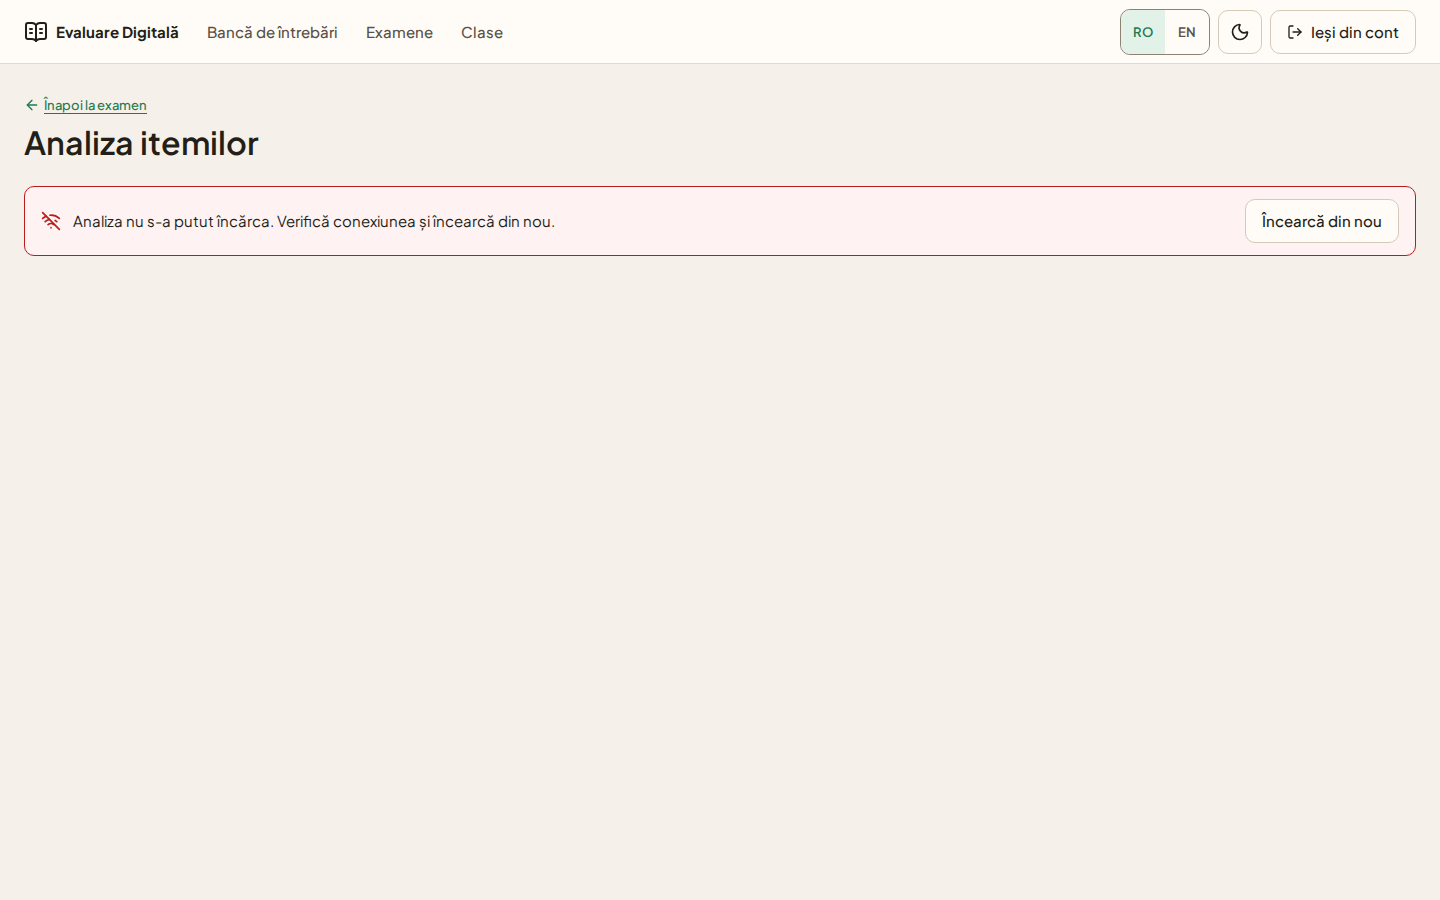 Evaluare Digitală Bancă de întrebări Examene Clase RO EN Ieși din cont
Înapoi la examen
Analiza itemilor
Analiza nu s-a putut încărca. Verifică conexiunea și încearcă din nou. Încearcă din nou